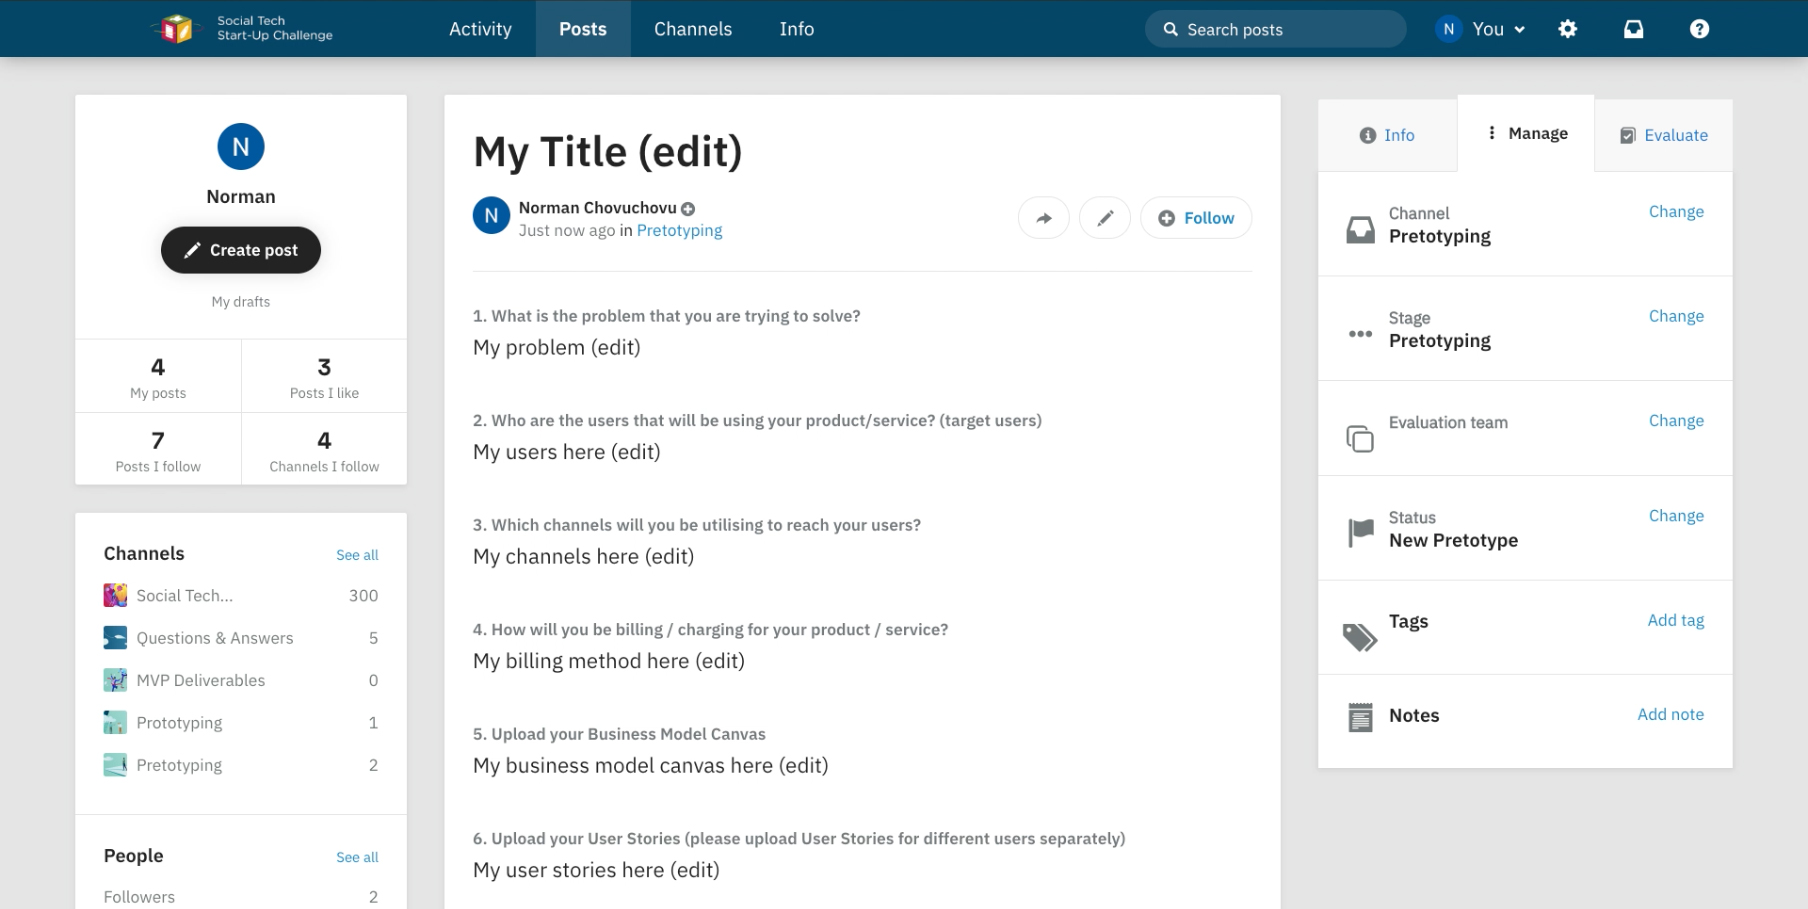 Social Tech
Start-Up Challenge
Activity
Posts
Channels
Info
Search posts
N
You
N
Norman
Create post
My drafts
4
My posts
3
Posts I like
7
Posts I follow
4
Channels I follow
Channels
See all
Social Tech...
300
Questions & Answers
5
MVP Deliverables
0
Prototyping
1
Pretotyping
2
People
See all
Followers
2
My Title (edit)
N
Norman Chovuchovu
Just now ago in Pretotyping
Follow
1. What is the problem that you are trying to solve?
My problem (edit)
2. Who are the users that will be using your product/service? (target users)
My users here (edit)
3. Which channels will you be utilising to reach your users?
My channels here (edit)
4. How will you be billing / charging for your product / service?
My billing method here (edit)
5. Upload your Business Model Canvas
My business model canvas here (edit)
6. Upload your User Stories (please upload User Stories for different users separately)
My user stories here (edit)
Info
Manage
Evaluate
Channel
Pretotyping
Change
Stage
Pretotyping
Change
Evaluation team
Change
Status
New Pretotype
Change
Tags
Add tag
Notes
Add note